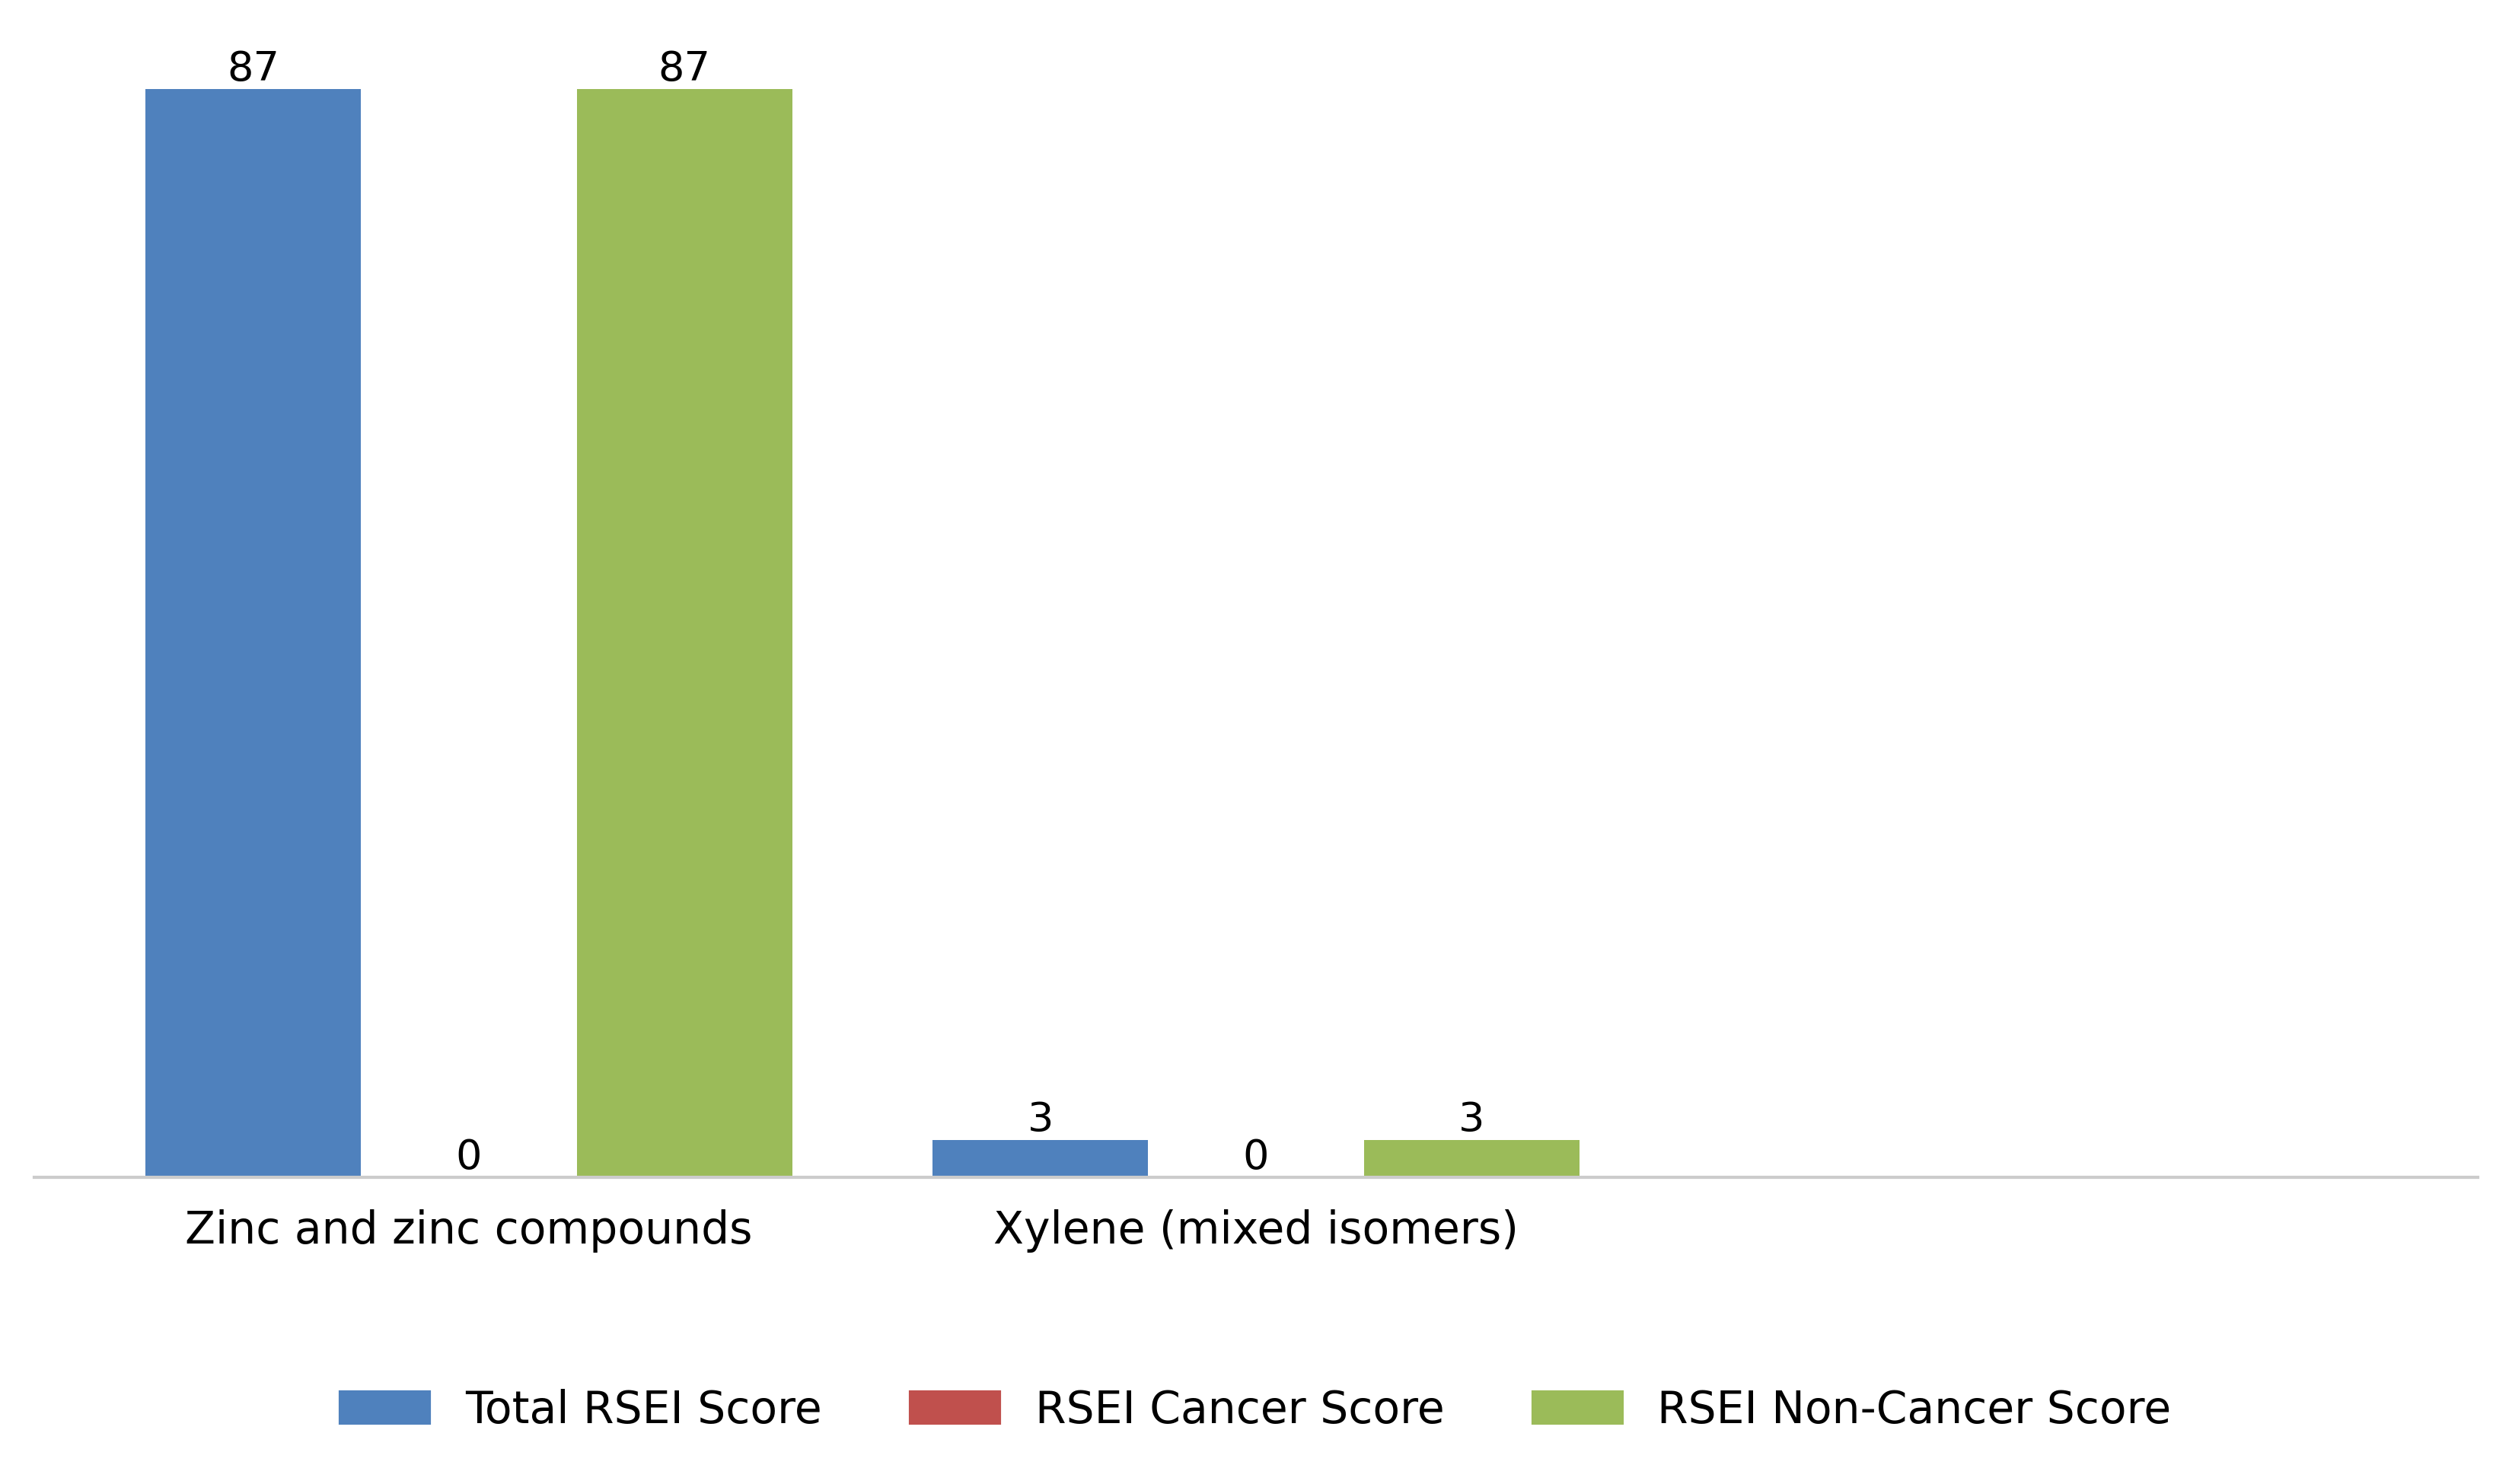 87
87
3
3
0
0
Zinc and zinc compounds
Xylene (mixed isomers)
Total RSEI Score
RSEI Cancer Score
RSEI Non-Cancer Score